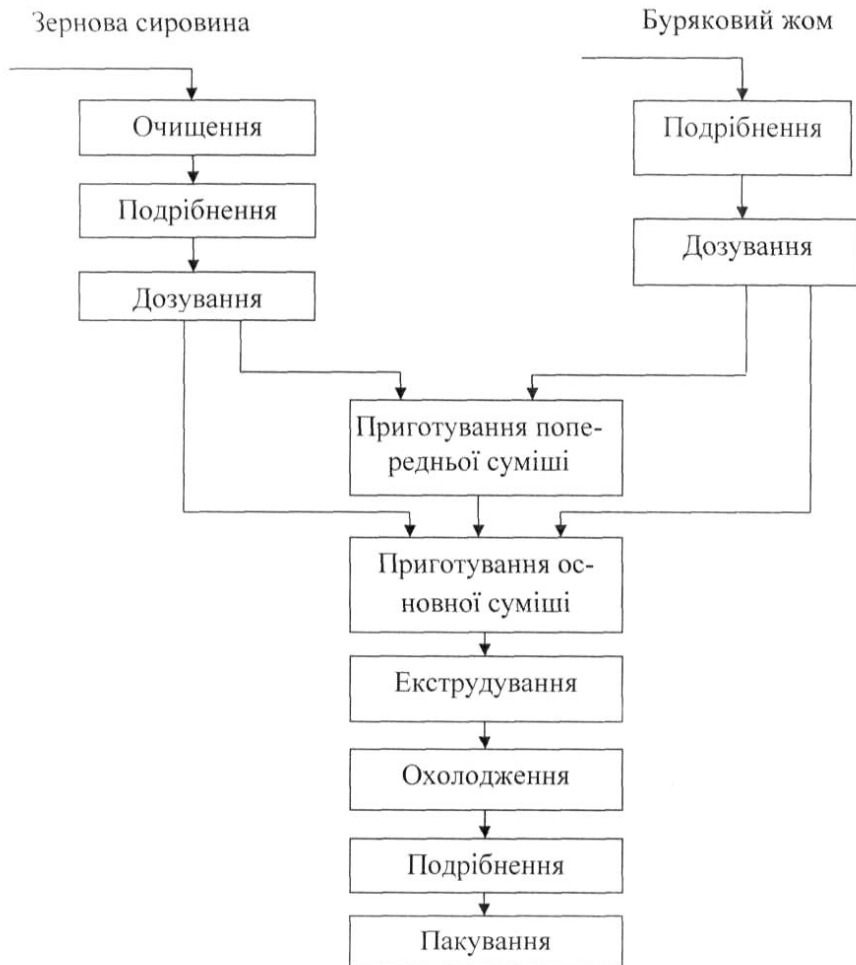 Зернова сировина
Буряковий жом
Очищення
Подрібнення
Подрібнення
Дозування
Дозування
Приготування попе-
редньої суміші
Приготування ос-
новної суміші
Екструдування
Охолодження
Подрібнення
Пакування